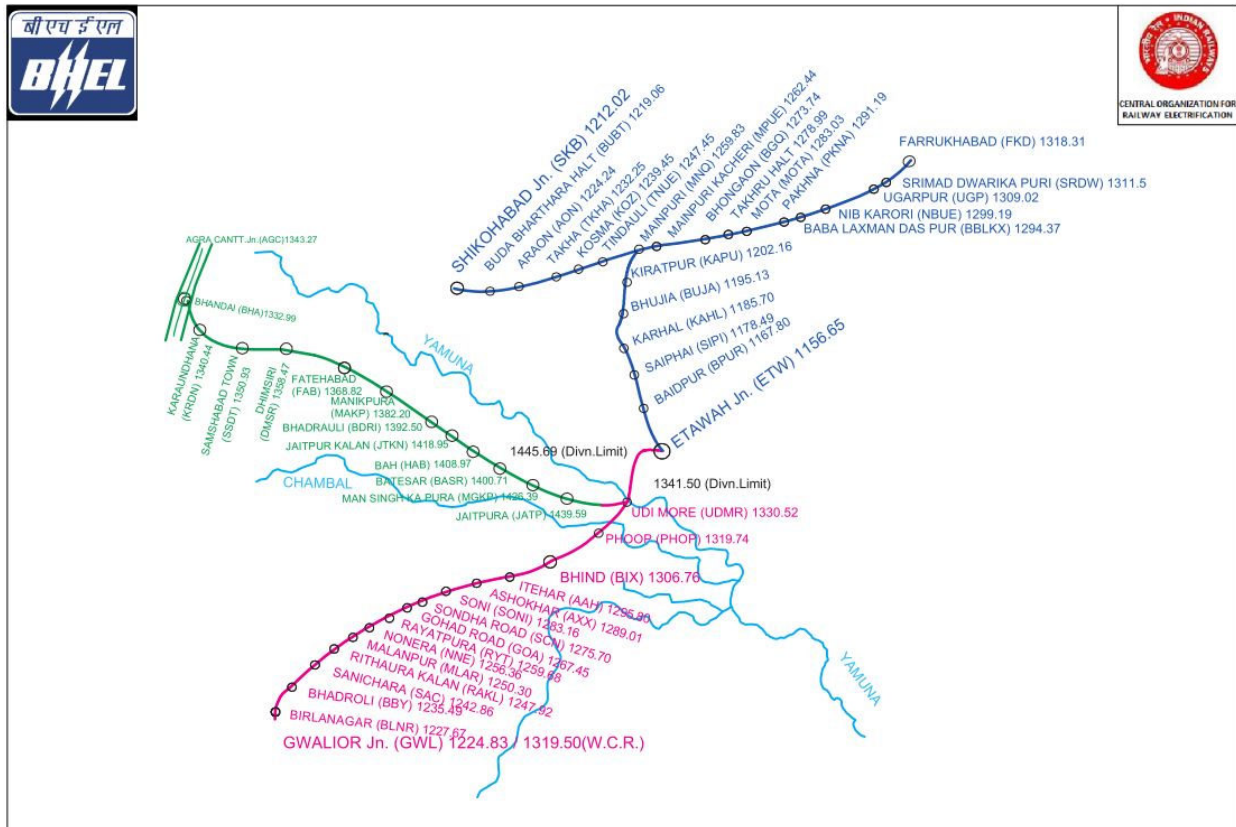 बी एच ई एल
BHEL
INDIAN RAILWAYS
CENTRAL ORGANIZATION FOR
RAILWAY ELECTRIFICATION
SHIKOHABAD Jn. (SKB) 1212.02
BUDA BHARTHARA HALT (BUBT) 1219.06
ARAON (AON) 1224.24
TAKHA (TKHA) 1232.25
KOSMA (KOZ) 1239.45
TINDAULI (TNUE) 1247.45
MAINPURI (MNQ) 1259.83
MAINPURI KACHERI (MPUE) 1262.44
BHONGAON (BGQ) 1273.74
TAKHRU HALT 1278.99
MOTA (MOTA) 1283.03
PAKHNA (PKNA) 1291.19
FARRUKHABAD (FKD) 1318.31
SRIMAD DWARIKA PURI (SRDW) 1311.5
UGARPUR (UGP) 1309.02
NIB KARORI (NBUE) 1299.19
BABA LAXMAN DAS PUR (BBLKX) 1294.37
KIRATPUR (KAPU) 1202.16
BHUJIA (BUJA) 1195.13
KARHAL (KAHL) 1185.70
SAIPHAI (SIPI) 1178.49
BAIDPUR (BPUR) 1167.80
ETAWAH Jn. (ETW) 1156.65
AGRA CANTT.Jn.(AGC)1343.27
BHANDAI (BHA)1332.99
KARAUNDHANA
(KRDN) 1340.44
SAMSHABAD TOWN
(SSDT) 1350.93
DHIMSIRI
(DMSR) 1358.47
FATEHABAD
(FAB) 1368.82
MANIKPURA
(MAKP) 1382.20
BHADRAULI (BDRI) 1392.50
JAITPUR KALAN (JTKN) 1418.95
BAH (HAB) 1408.97
BATESAR (BASR) 1400.71
MAN SINGH KA PURA (MGKP) 1426.39
JAITPURA (JATP) 1439.59
YAMUNA
CHAMBAL
1445.69 (Divn.Limit)
1341.50 (Divn.Limit)
UDI MORE (UDMR) 1330.52
PHOOP (PHOP) 1319.74
BHIND (BIX) 1306.76
ITEHAR (AAH) 1295.80
ASHOKHAR (AXX) 1289.01
SONI (SONI) 1283.16
SONDHA ROAD (SCN) 1275.70
GOHAD ROAD (GOA) 1267.45
RAYATPURA (RYT) 1259.68
NONERA (NNE) 1256.36
MALANPUR (MLAR) 1250.30
RITHAURA KALAN (RAKL) 1247.92
SANICHARA (SAC) 1242.86
BHADROLI (BBY) 1235.49
BIRLANAGAR (BLNR) 1227.67
GWALIOR Jn. (GWL) 1224.83 / 1319.50(W.C.R.)
YAMUNA